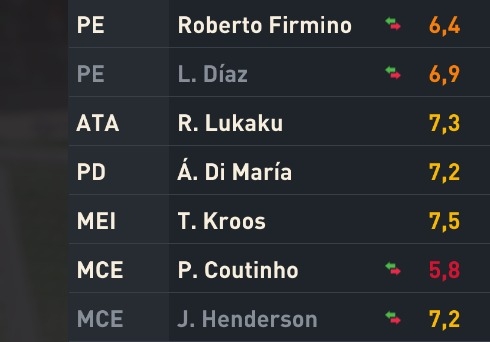 PE Roberto Firmino 6,4
PE L. Díaz 6,9
ATA R. Lukaku 7,3
PD Á. Di María 7,2
MEI T. Kroos 7,5
MCE P. Coutinho 5,8
MCE J. Henderson 7,2